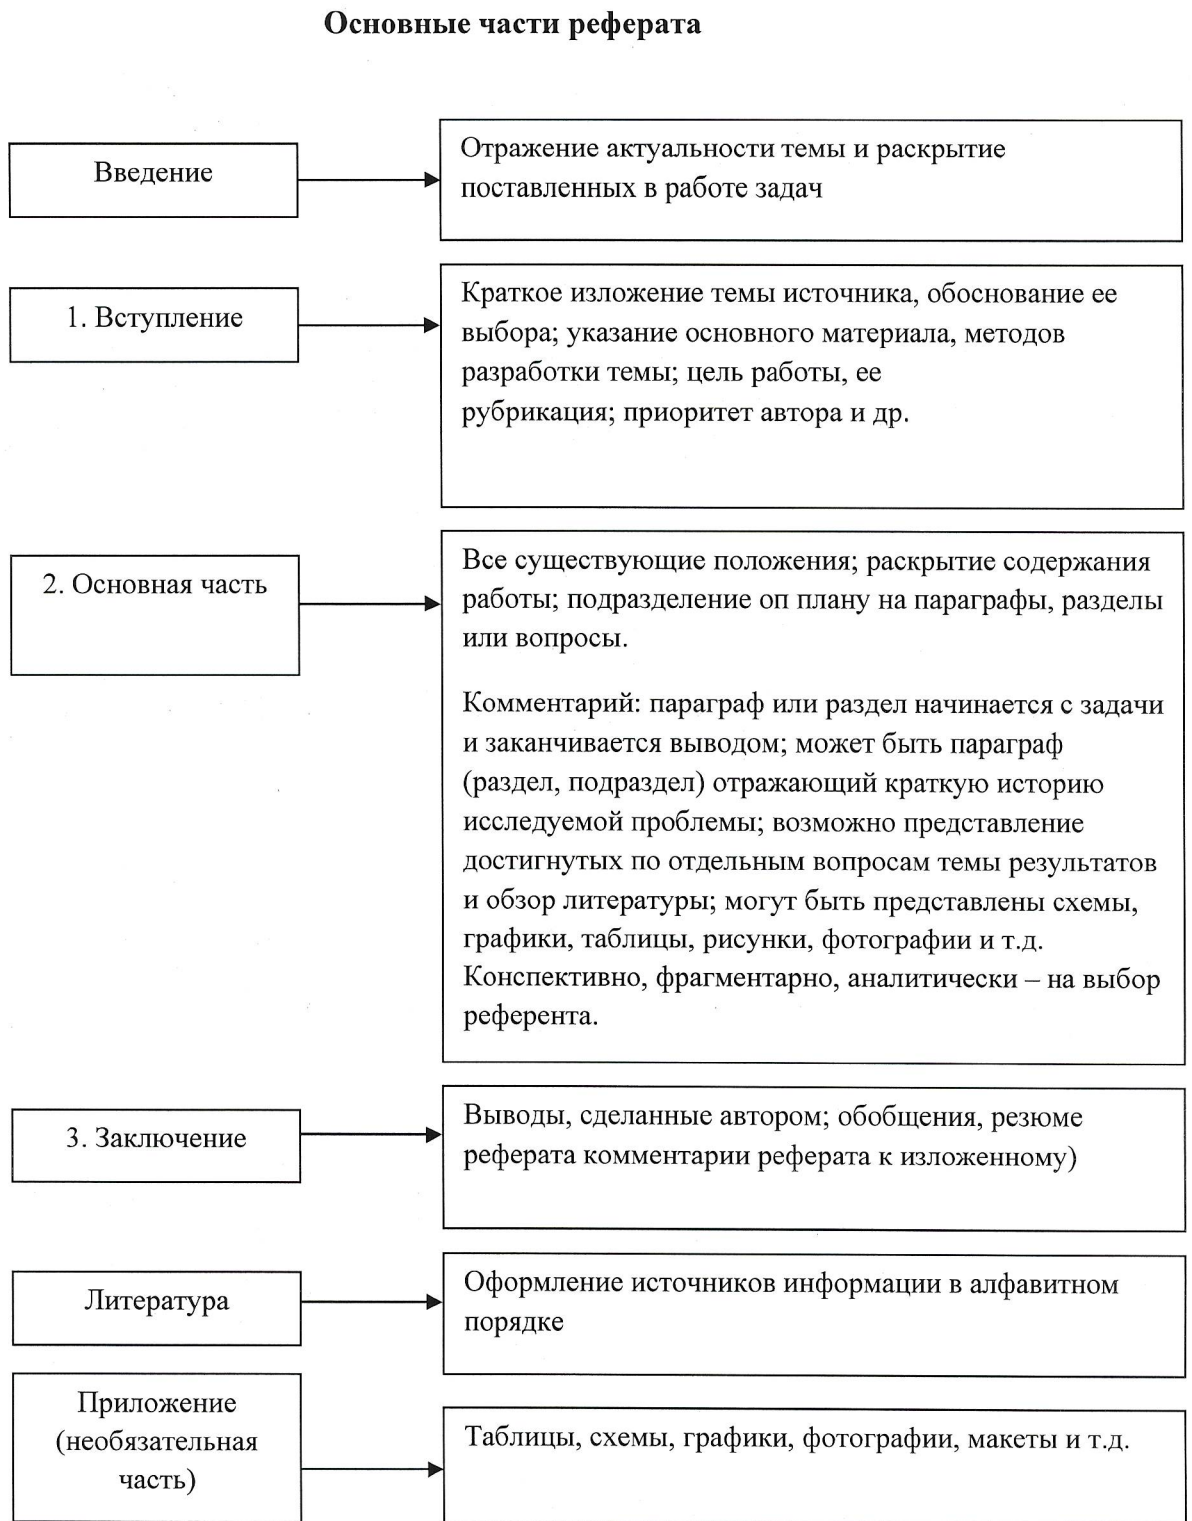 Основные части реферата
Введение
Отражение актуальности темы и раскрытие
поставленных в работе задач
1. Вступление
Краткое изложение темы источника, обоснование ее
выбора; указание основного материала, методов
разработки темы; цель работы, ее
рубрикация; приоритет автора и др.
2. Основная часть
Все существующие положения; раскрытие содержания
работы; подразделение оп плану на параграфы, разделы
или вопросы.
Комментарий: параграф или раздел начинается с задачи
и заканчивается выводом; может быть параграф
(раздел, подраздел) отражающий краткую историю
исследуемой проблемы; возможно представление
достигнутых по отдельным вопросам темы результатов
и обзор литературы; могут быть представлены схемы,
графики, таблицы, рисунки, фотографии и т.д.
Конспективно, фрагментарно, аналитически – на выбор
референта.
3. Заключение
Выводы, сделанные автором; обобщения, резюме
реферата комментарии реферата к изложенному)
Литература
Оформление источников информации в алфавитном
порядке
Приложение
(необязательная
часть)
Таблицы, схемы, графики, фотографии, макеты и т.д.